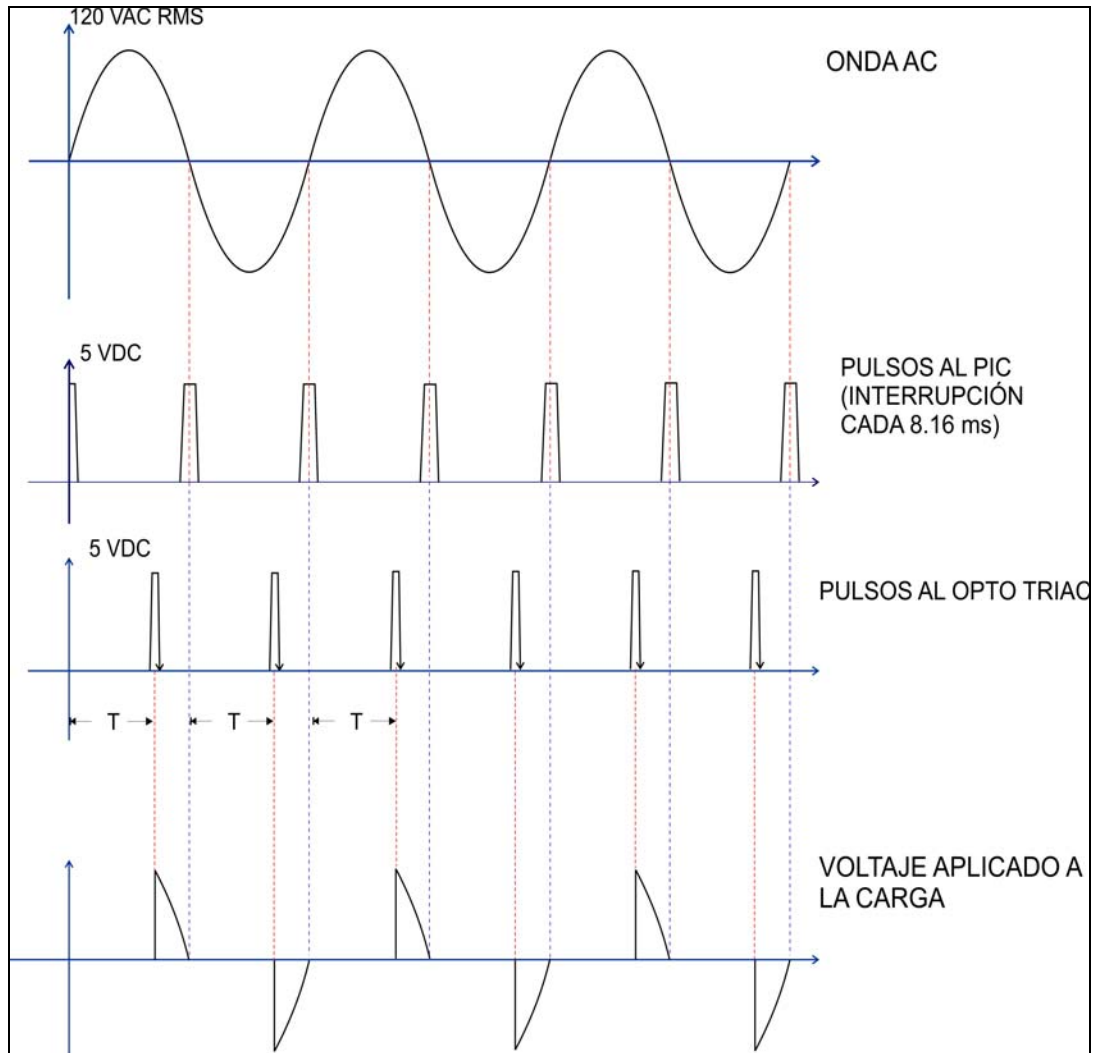 120 VAC RMS
ONDA AC
5 VDC
PULSOS AL PIC
(INTERRUPCIÓN
CADA 8.16 ms)
5 VDC
PULSOS AL OPTO TRIAC
T
T
T
VOLTAJE APLICADO A
LA CARGA